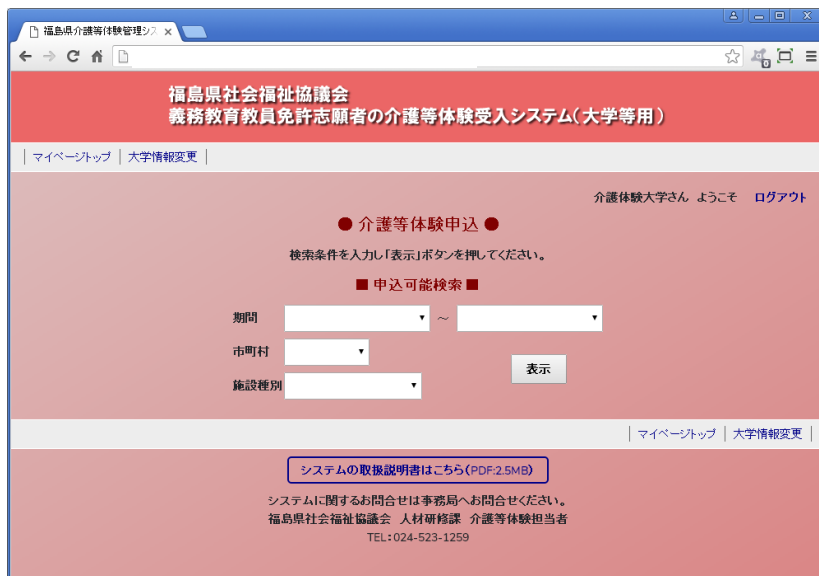 福島県介護等体験管理シス
福島県社会福祉協議会
義務教育教員免許志願者の介護等体験受入システム(大学等用)
マイページトップ 大学情報変更
介護体験大学さん ようこそ ログアウト
● 介護等体験申込 ●
検索条件を入力し「表示」ボタンを押してください。
■ 申込可能検索 ■
期間 ～
市町村
表示
施設種別
マイページトップ 大学情報変更
システムの取扱説明書はこちら(PDF:2.5MB)
システムに関するお問合せは事務局へお問合せください。
福島県社会福祉協議会 人材研修課 介護等体験担当者
TEL:024-523-1259